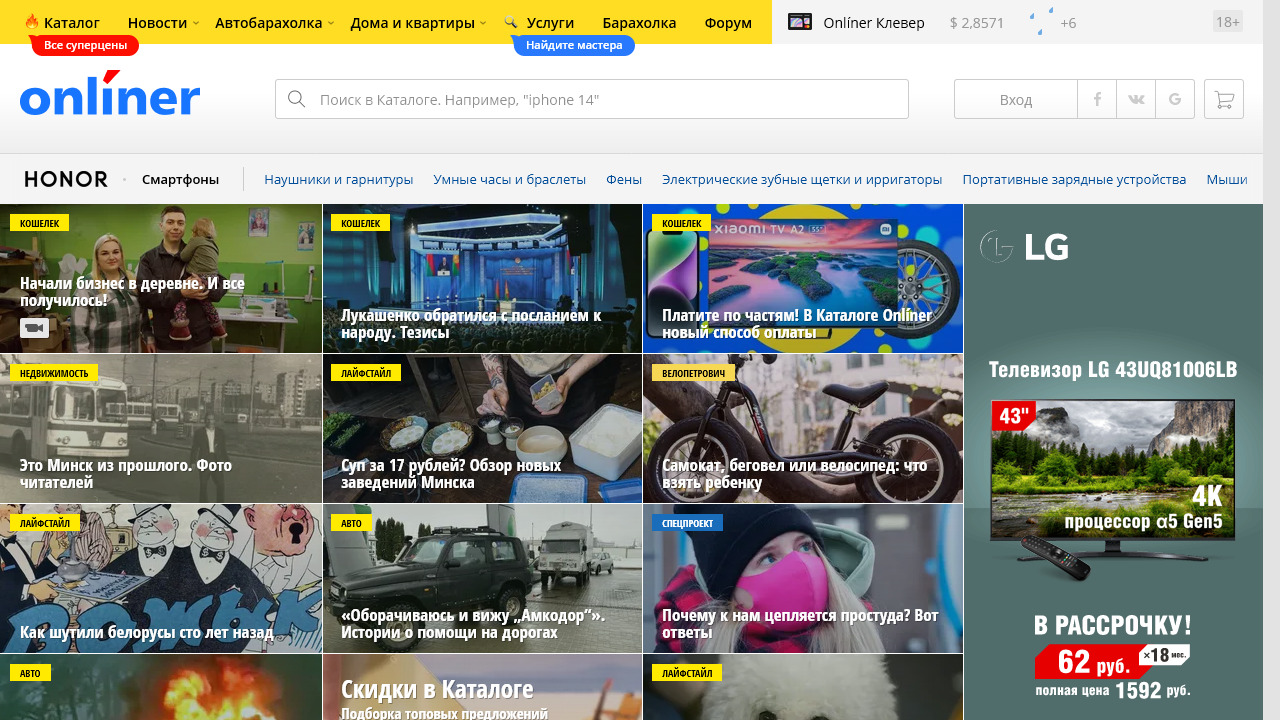 Каталог
Новости
Автобарахолка
Дома и квартиры
Услуги
Барахолка
Форум
Onlíner Клевер
$ 2,8571
+6
18+
Все суперцены
Найдите мастера
onlíner
Поиск в Каталоге. Например, "iphone 14"
Вход
HONOR
Смартфоны
Наушники и гарнитуры
Умные часы и браслеты
Фены
Электрические зубные щетки и ирригаторы
Портативные зарядные устройства
Мыши
КОШЕЛЕК
Начали бизнес в деревне. И все
получилось!
КОШЕЛЕК
Лукашенко обратился с посланием к
народу. Тезисы
КОШЕЛЕК
XIAOMI TV A2 55"
Платите по частям! В Каталоге Onlíner
новый способ оплаты
LG
НЕДВИЖИМОСТЬ
Это Минск из прошлого. Фото
читателей
ЛАЙФСТАЙЛ
Суп за 17 рублей? Обзор новых
заведений Минска
ВЕЛОПЕТРОВИЧ
Самокат, беговел или велосипед: что
взять ребенку
Телевизор LG 43UQ81006LB
43"
4K
процессор α5 Gen5
ЛАЙФСТАЙЛ
ВОЖЫК
Как шутили белорусы сто лет назад
АВТО
«Оборачиваюсь и вижу „Амкодор“».
Истории о помощи на дорогах
СПЕЦПРОЕКТ
Почему к нам цепляется простуда? Вот
ответы
В РАССРОЧКУ!
62 руб.
×18 мес.
полная цена 1592 руб.
АВТО
Скидки в Каталоге
Подборка топовых предложений
ЛАЙФСТАЙЛ